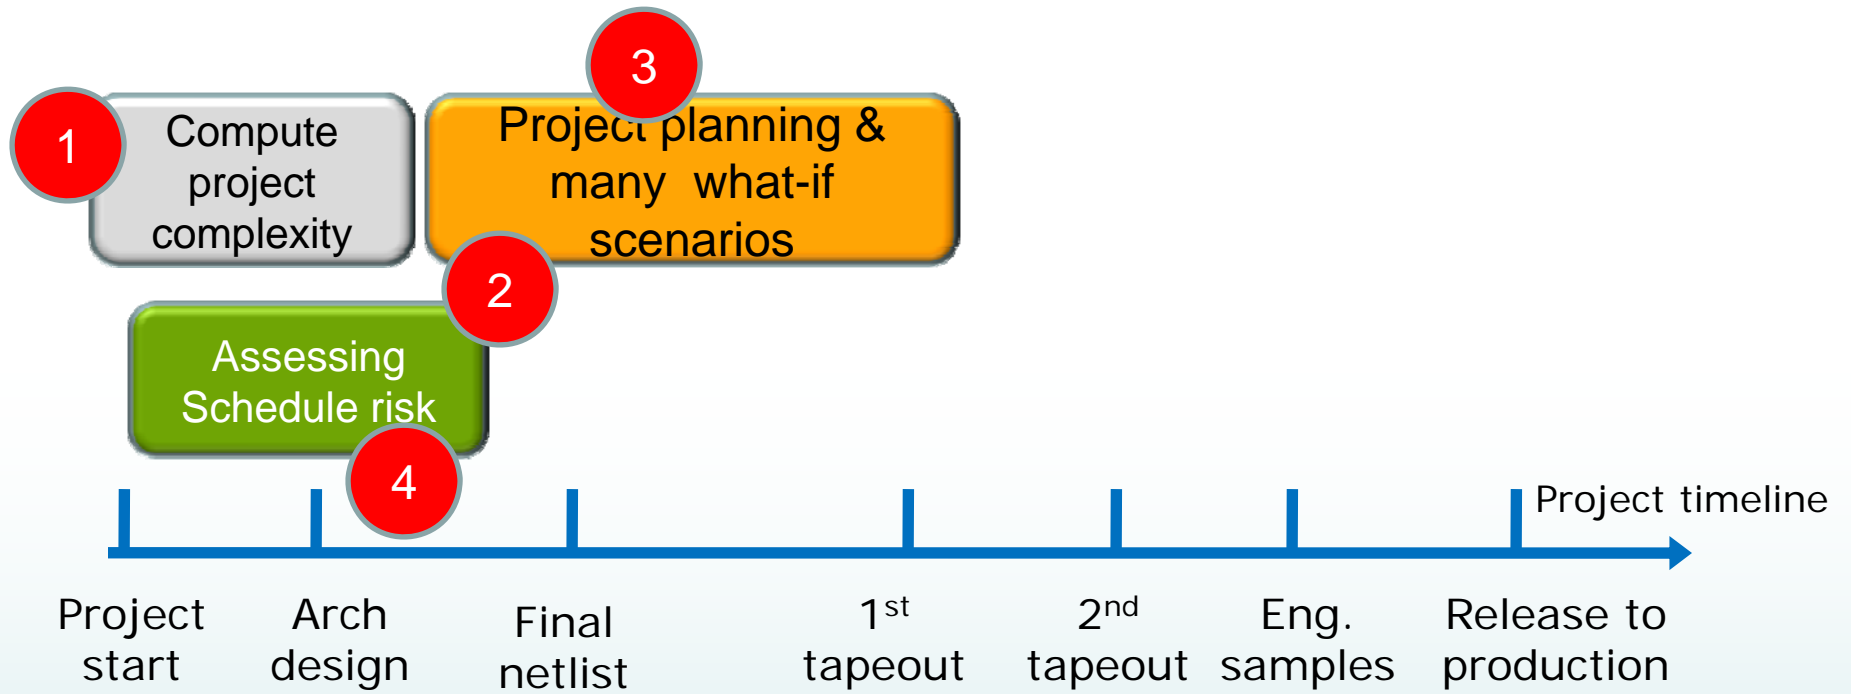 3
1
Compute
project
complexity
Project planning &
many  what-if
scenarios
2
Assessing
Schedule risk
4
Project timeline
Project
start
Arch
design
Final
netlist
1st
tapeout
2nd
tapeout
Eng.
samples
Release to
production